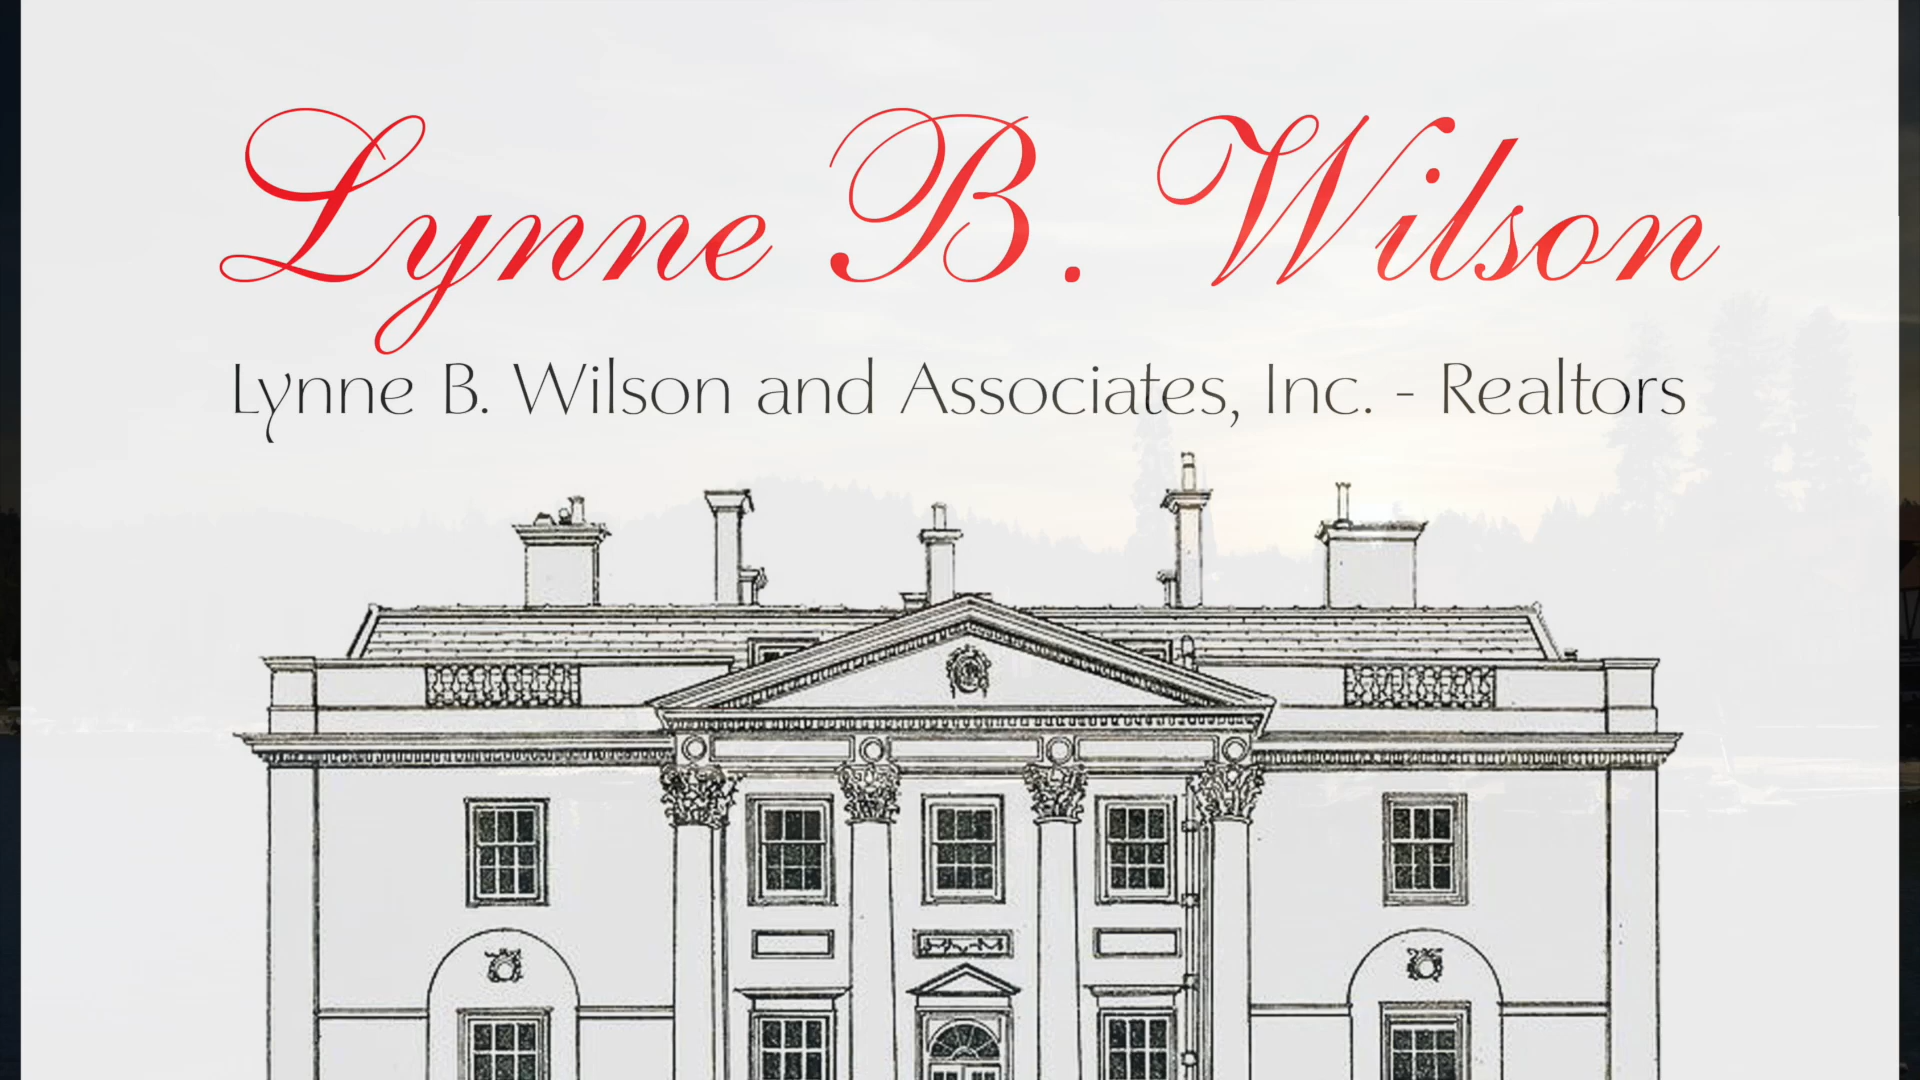 Lynne B. Wilson
Lynne B. Wilson and Associates, Inc. - Realtors